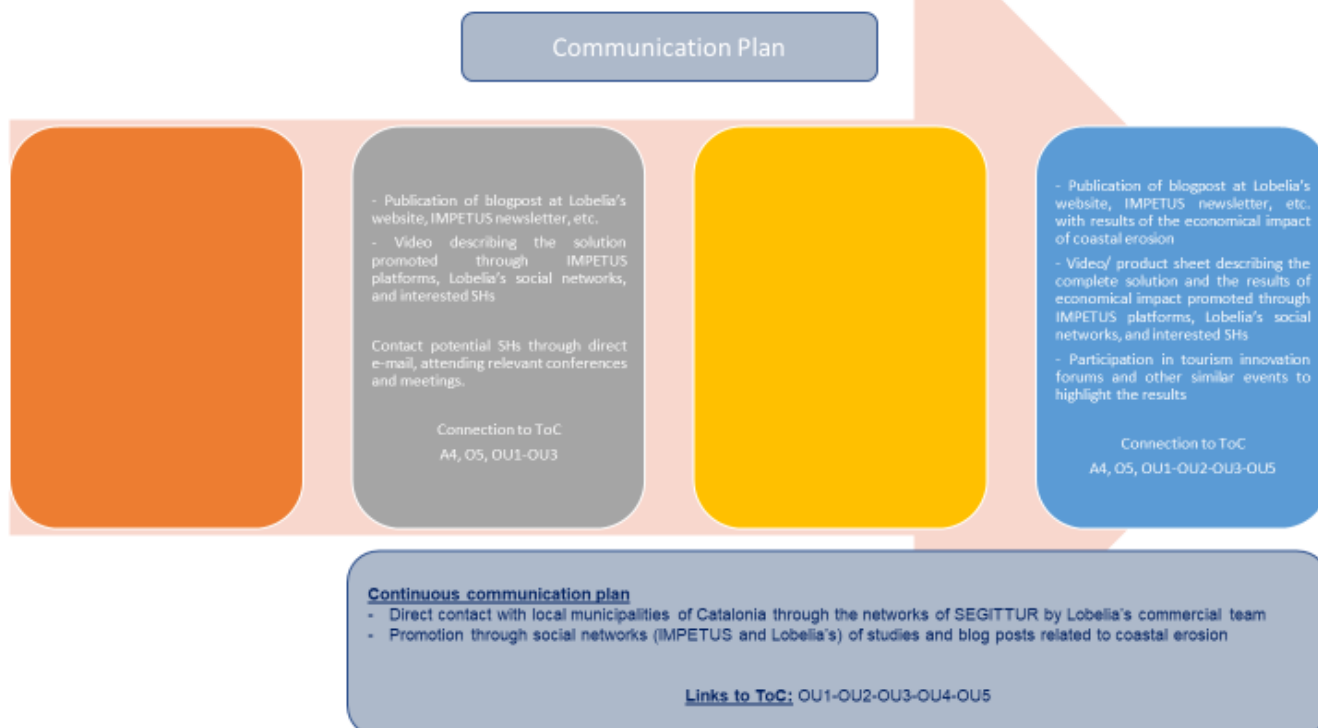 Communication Plan
- Publication of blogpost at Lobelia's
website, IMPETUS newsletter, etc.
- Video describing the solution
promoted through IMPETUS
platforms, Lobelia's social networks,
and interested SHs
Contact potential SHs through direct
e-mail, attending relevant conferences
and meetings.
Connection to ToC
A4, O5, OU1-OU3
- Publication of blogpost at Lobelia's
website, IMPETUS newsletter, etc.
with results of the economical impact
of coastal erosion
- Video/ product sheet describing the
complete solution and the results of
economical impact promoted through
IMPETUS platforms, Lobelia's social
networks, and interested SHs
- Participation in tourism innovation
forums and other similar events to
highlight the results
Connection to ToC
A4, O5, OU1-OU2-OU3-OU5
Continuous communication plan
- Direct contact with local municipalities of Catalonia through the networks of SEGITTUR by Lobelia's commercial team
- Promotion through social networks (IMPETUS and Lobelia's) of studies and blog posts related to coastal erosion
Links to ToC: OU1-OU2-OU3-OU4-OU5